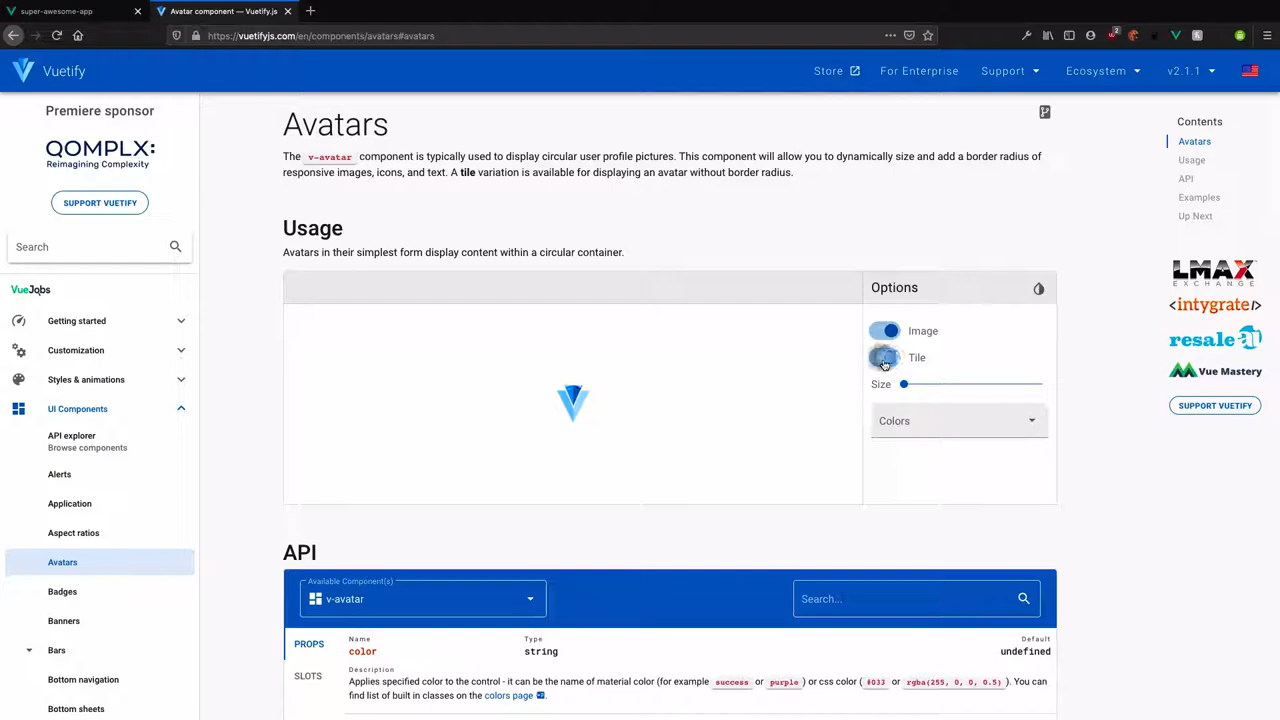 super-awesome-app
Avatar component — Vuetify.js
https://vuetifyjs.com/en/components/avatars#avatars
Vuetify
Store
For Enterprise
Support
Ecosystem
v2.1.1
Premiere sponsor
QOMPLX:
Reimagining Complexity
SUPPORT VUETIFY
Search
VueJobs
Getting started
Customization
Styles & animations
UI Components
API explorer
Browse components
Alerts
Application
Aspect ratios
Avatars
Badges
Banners
Bars
Bottom navigation
Bottom sheets
Avatars
The v-avatar component is typically used to display circular user profile pictures. This component will allow you to dynamically size and add a border radius of
responsive images, icons, and text. A tile variation is available for displaying an avatar without border radius.
Usage
Avatars in their simplest form display content within a circular container.
Options
Image
Tile
Size
Colors
API
Available Component(s)
v-avatar
Search...
PROPS
SLOTS
Name
Type
Default
color
string
undefined
Description
Applies specified color to the control - it can be the name of material color (for example success or purple) or css color (#033 or rgba(255, 0, 0, 0.5)). You can
find list of built in classes on the colors page.
Contents
Avatars
Usage
API
Examples
Up Next
LMAX
EXCHANGE
<intygrate/>
resale ai
Vue Mastery
SUPPORT VUETIFY